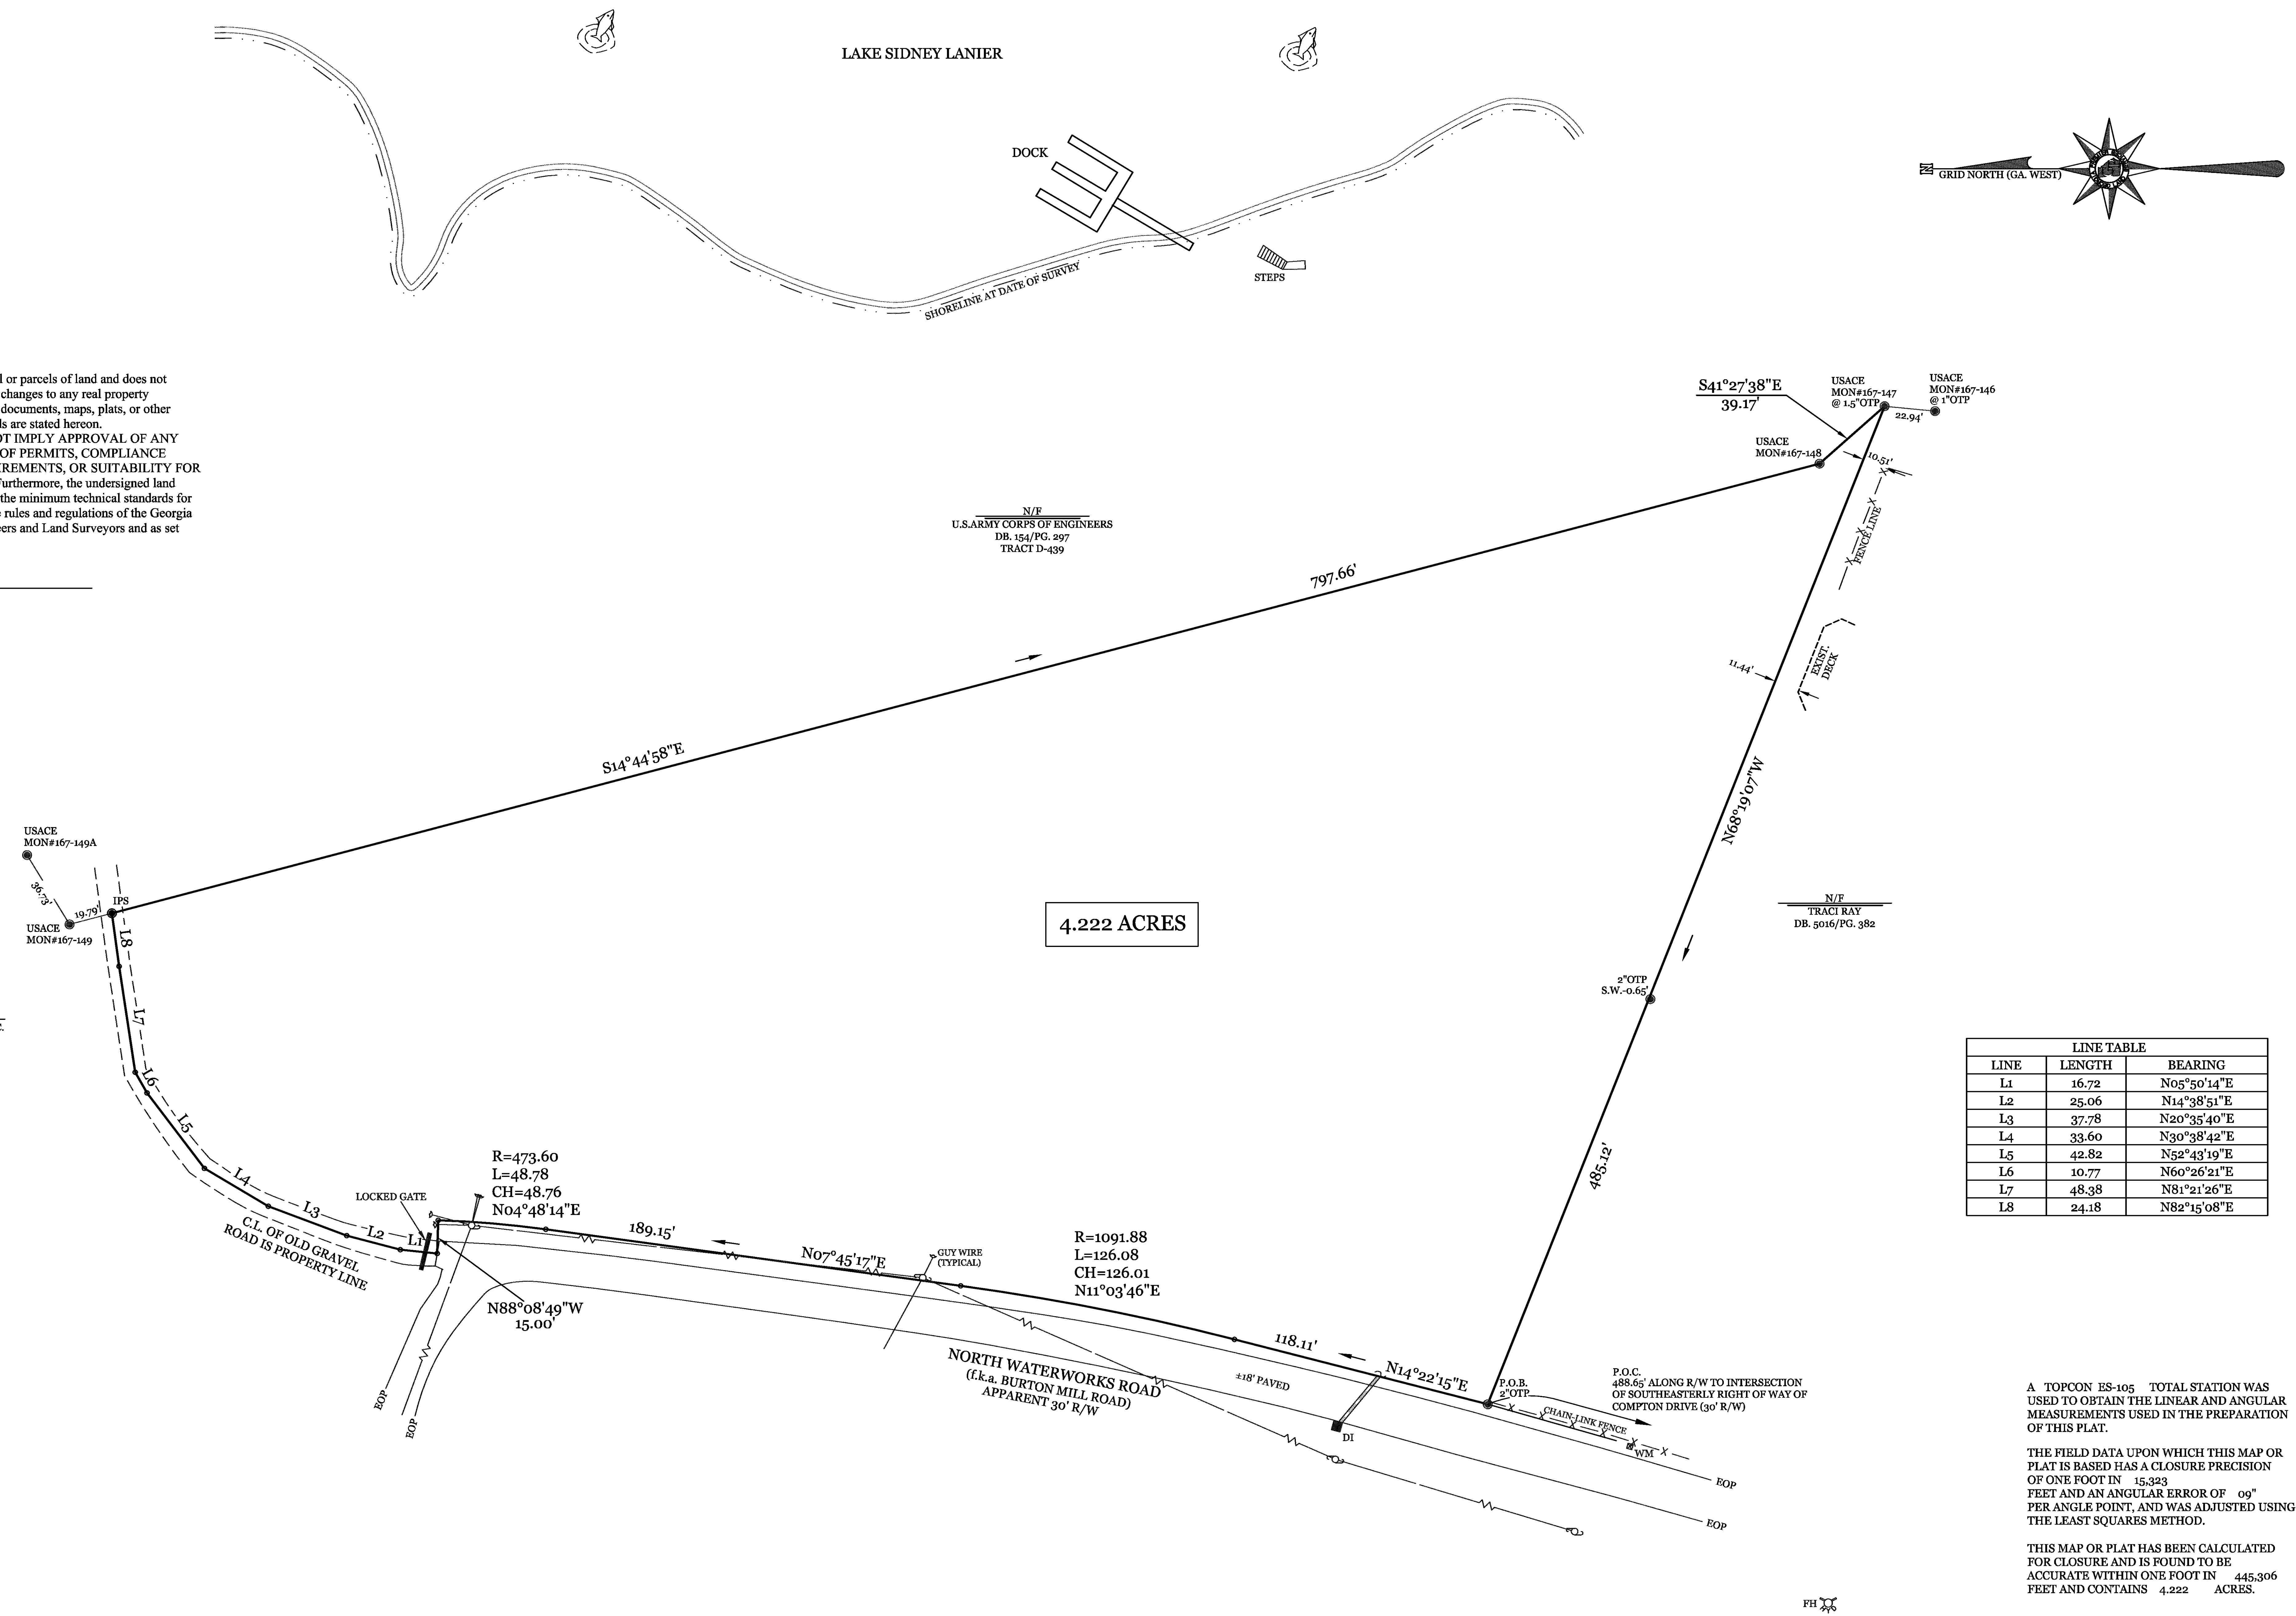 LAKE SIDNEY LANIER
DOCK
STEPS
SHORELINE AT DATE OF SURVEY
N
GRID NORTH (GA. WEST)
l or parcels of land and does not
changes to any real property
documents, maps, plats, or other
ds are stated hereon.
OT IMPLY APPROVAL OF ANY
OF PERMITS, COMPLIANCE
IREMENTS, OR SUITABILITY FOR
Furthermore, the undersigned land
the minimum technical standards for
e rules and regulations of the Georgia
eers and Land Surveyors and as set
S41°27'38"E
39.17'
USACE
MON#167-147
@ 1.5"OTP
USACE
MON#167-146
@ 1"OTP
22.94'
USACE
MON#167-148
10.51'
X
X
X
X
FENCE LINE
N/F
U.S.ARMY CORPS OF ENGINEERS
DB. 154/PG. 297
TRACT D-439
797.66'
S14°44'58"E
11.44'
EXIST.
DECK
N68°19'07"W
485.12'
USACE
MON#167-149A
36.73'
19.79'
IPS
USACE
MON#167-149
4.222 ACRES
N/F
TRACI RAY
DB. 5016/PG. 382
2"OTP
S.W.-0.65'
L8
L7
L6
L5
L4
L3
L2
L1
LOCKED GATE
C.L. OF OLD GRAVEL
ROAD IS PROPERTY LINE
R=473.60
L=48.78
CH=48.76
N04°48'14"E
189.15'
N07°45'17"E
GUY WIRE
(TYPICAL)
R=1091.88
L=126.08
CH=126.01
N11°03'46"E
N88°08'49"W
15.00'
118.11'
N14°22'15"E
NORTH WATERWORKS ROAD
(f.k.a. BURTON MILL ROAD)
APPARENT 30' R/W
±18' PAVED
DI
P.O.B.
2"OTP
P.O.C.
488.65' ALONG R/W TO INTERSECTION
OF SOUTHEASTERLY RIGHT OF WAY OF
COMPTON DRIVE (30' R/W)
CHAIN-LINK FENCE
X
X
X
X
X
X
WM
EOP
EOP
EOP
EOP
LINE TABLE
LINE LENGTH BEARING
L1 16.72 N05°50'14"E
L2 25.06 N14°38'51"E
L3 37.78 N20°35'40"E
L4 33.60 N30°38'42"E
L5 42.82 N52°43'19"E
L6 10.77 N60°26'21"E
L7 48.38 N81°21'26"E
L8 24.18 N82°15'08"E
A TOPCON ES-105 TOTAL STATION WAS
USED TO OBTAIN THE LINEAR AND ANGULAR
MEASUREMENTS USED IN THE PREPARATION
OF THIS PLAT.
THE FIELD DATA UPON WHICH THIS MAP OR
PLAT IS BASED HAS A CLOSURE PRECISION
OF ONE FOOT IN 15,323
FEET AND AN ANGULAR ERROR OF 09"
PER ANGLE POINT, AND WAS ADJUSTED USING
THE LEAST SQUARES METHOD.
THIS MAP OR PLAT HAS BEEN CALCULATED
FOR CLOSURE AND IS FOUND TO BE
ACCURATE WITHIN ONE FOOT IN 445,306
FEET AND CONTAINS 4.222 ACRES.
FH